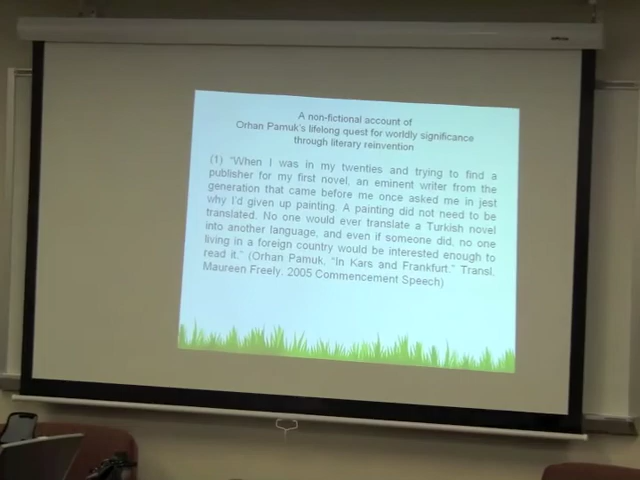 A non-fictional account of
Orhan Pamuk's lifelong quest for worldly significance
through literary reinvention
(1) "When I was in my twenties and trying to find a
publisher for my first novel, an eminent writer from the
generation that came before me once asked me in jest
why I'd given up painting. A painting did not need to be
translated. No one would ever translate a Turkish novel
into another language, and even if someone did, no one
living in a foreign country would be interested enough to
read it." (Orhan Pamuk, "In Kars and Frankfurt." Transl.
Maureen Freely. 2005 Commencement Speech)